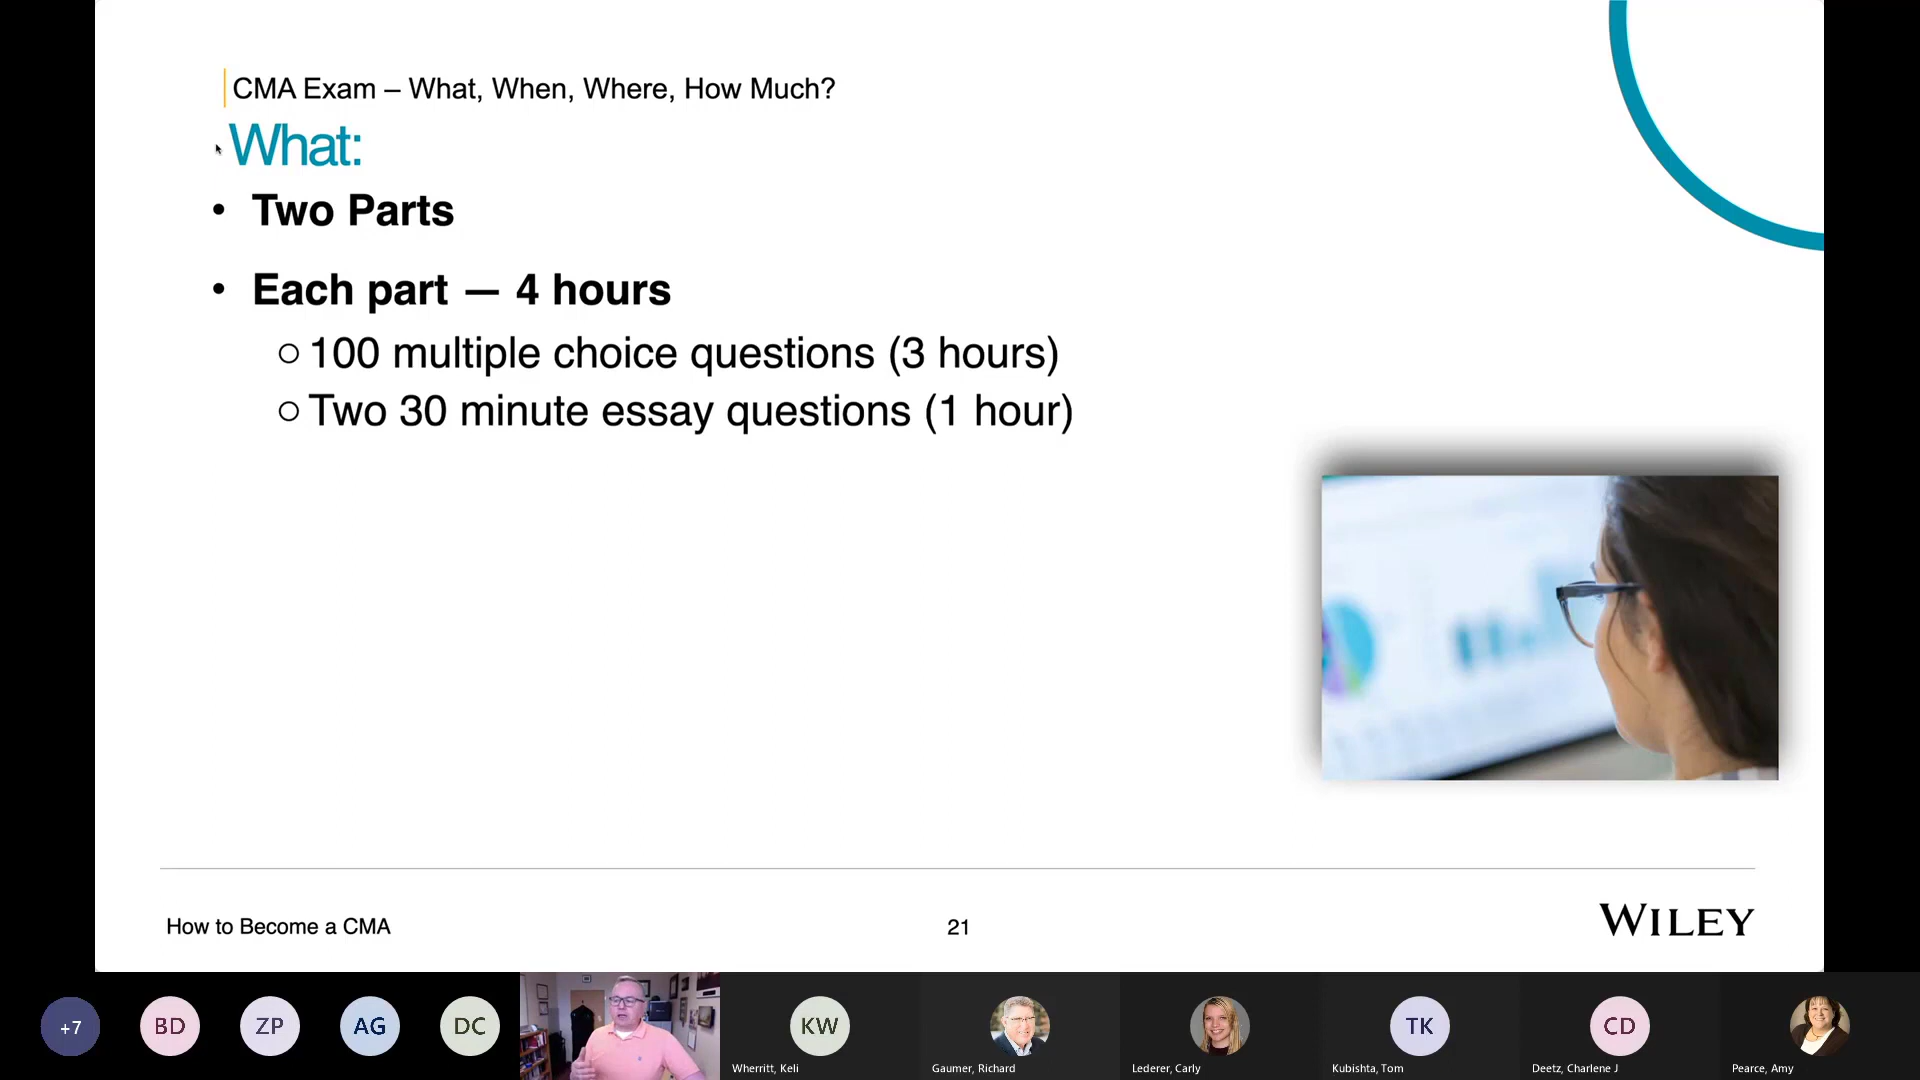 CMA Exam – What, When, Where, How Much?
What:
• Two Parts
• Each part — 4 hours
○ 100 multiple choice questions (3 hours)
○ Two 30 minute essay questions (1 hour)
How to Become a CMA
21
WILEY
+7
BD
ZP
AG
DC
KW
TK
CD
Wherritt, Keli
Gaumer, Richard
Lederer, Carly
Kubishta, Tom
Deetz, Charlene J
Pearce, Amy